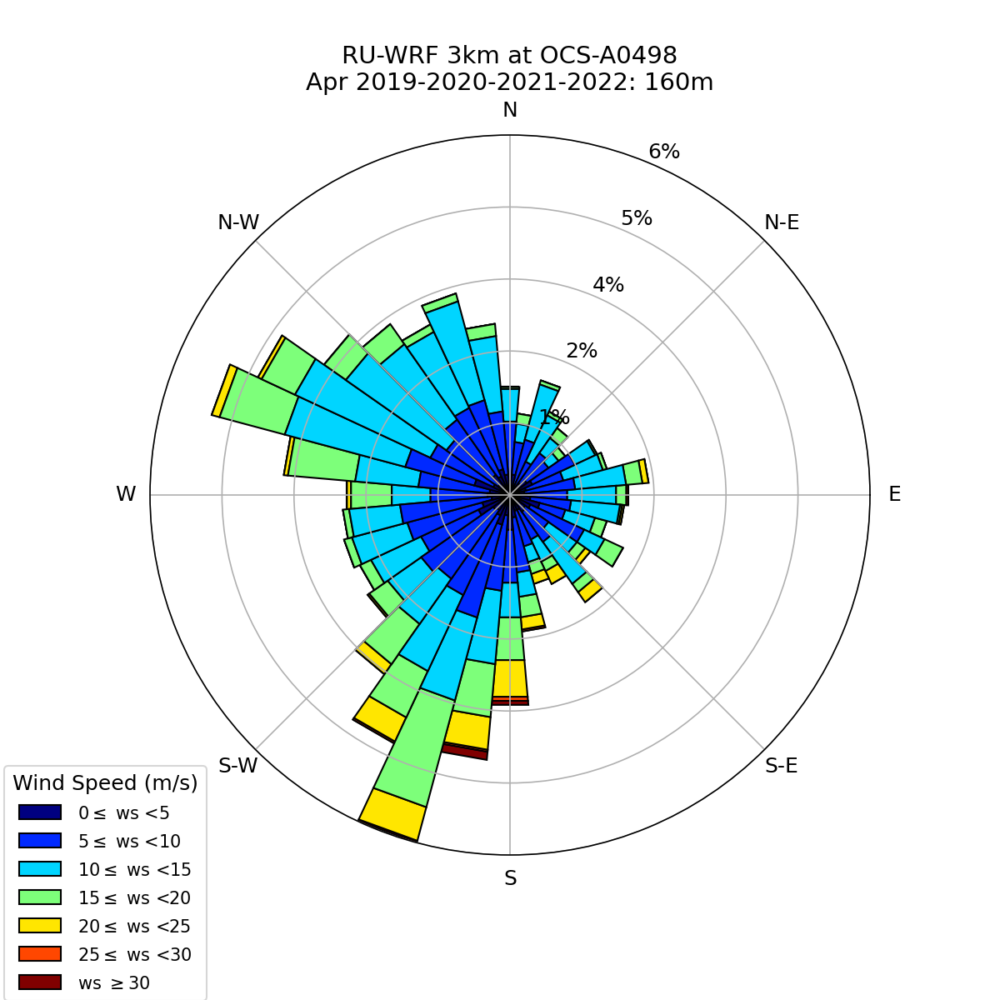 RU-WRF 3km at OCS-A0498
Apr 2019-2020-2021-2022: 160m
N
6%
N-W
N-E
5%
4%
2%
1%
W
E
S-W
S-E
S
Wind Speed (m/s)
0≤ ws <5
5≤ ws <10
10≤ ws <15
15≤ ws <20
20≤ ws <25
25≤ ws <30
ws ≥30